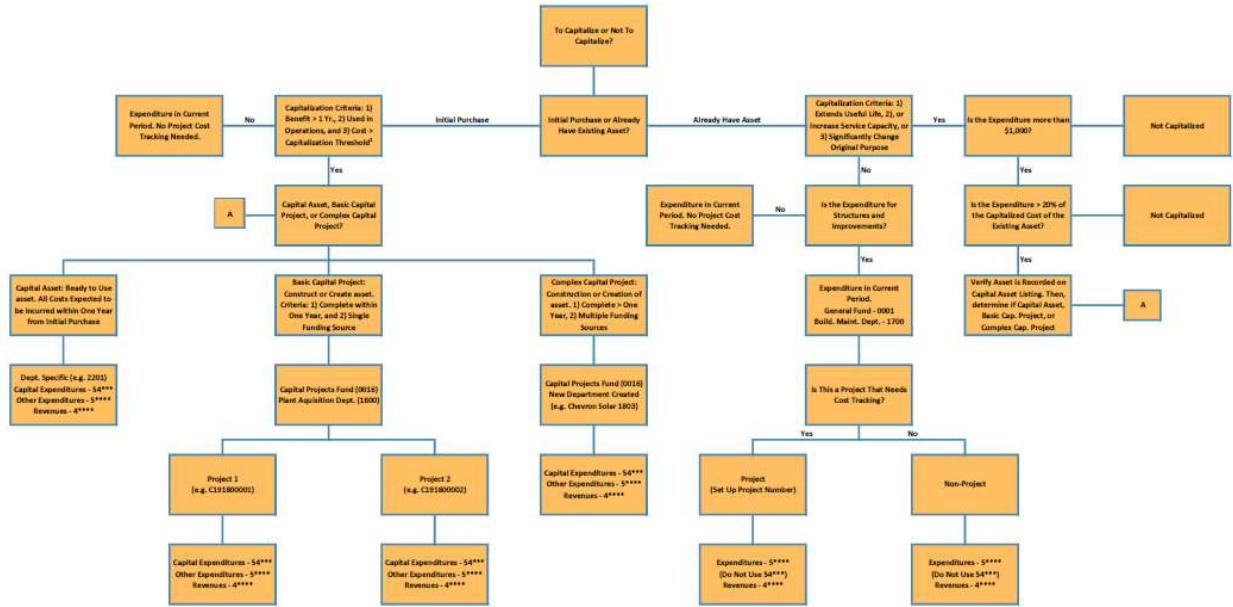 To Capitalize or Not To
Capitalize?
Expenditure in Current
Period. No Project Cost
Tracking Needed.
No
Capitalization Criteria: 1)
Benefit > 1 Yr., 2) Used in
Operations, and 3) Cost >
Capitalization Threshold¹
Initial Purchase
Initial Purchase or Already
Have Existing Asset?
Already Have Asset
Capitalization Criteria: 1)
Extends Useful Life, 2), or
Increase Service Capacity, or
3) Significantly Change
Original Purpose
Yes
Is the Expenditure more than
$1,000?
Not Capitalized
Yes
No
Yes
A
Capital Asset, Basic Capital
Project, or Complex Capital
Project?
Expenditure in Current
Period. No Project Cost
Tracking Needed.
No
Is the Expenditure for
Structures and
Improvements?
Is the Expenditure > 20% of
the Capitalized Cost of the
Existing Asset?
Not Capitalized
Yes
Yes
Capital Asset: Ready to Use
asset. All Costs Expected to
be incurred within One Year
from Initial Purchase
Basic Capital Project:
Construct or Create asset.
Criteria: 1) Complete within
One Year, and 2) Single
Funding Source
Complex Capital Project:
Construction or Creation of
asset. 1) Complete > One
Year, 2) Multiple Funding
Sources
Expenditure in Current
Period.
General Fund - 0001
Build. Maint. Dept. - 1700
Verify Asset is Recorded on
Capital Asset Listing. Then,
determine if Capital Asset,
Basic Cap. Project, or
Complex Cap. Project
A
Dept. Specific (e.g. 2201)
Capital Expenditures - 54***
Other Expenditures - 5****
Revenues - 4****
Capital Projects Fund (0016)
Plant Aquisition Dept. (1800)
Capital Projects Fund (0016)
New Department Created
(e.g. Chevron Solar 1803)
Is This a Project That Needs
Cost Tracking?
Yes
No
Project 1
(e.g. C191800001)
Project 2
(e.g. C191800002)
Capital Expenditures - 54***
Other Expenditures - 5****
Revenues - 4****
Project
(Set Up Project Number)
Non-Project
Capital Expenditures - 54***
Other Expenditures - 5****
Revenues - 4****
Capital Expenditures - 54***
Other Expenditures - 5****
Revenues - 4****
Expenditures - 5****
(Do Not Use 54***)
Revenues - 4****
Expenditures - 5****
(Do Not Use 54***)
Revenues - 4****